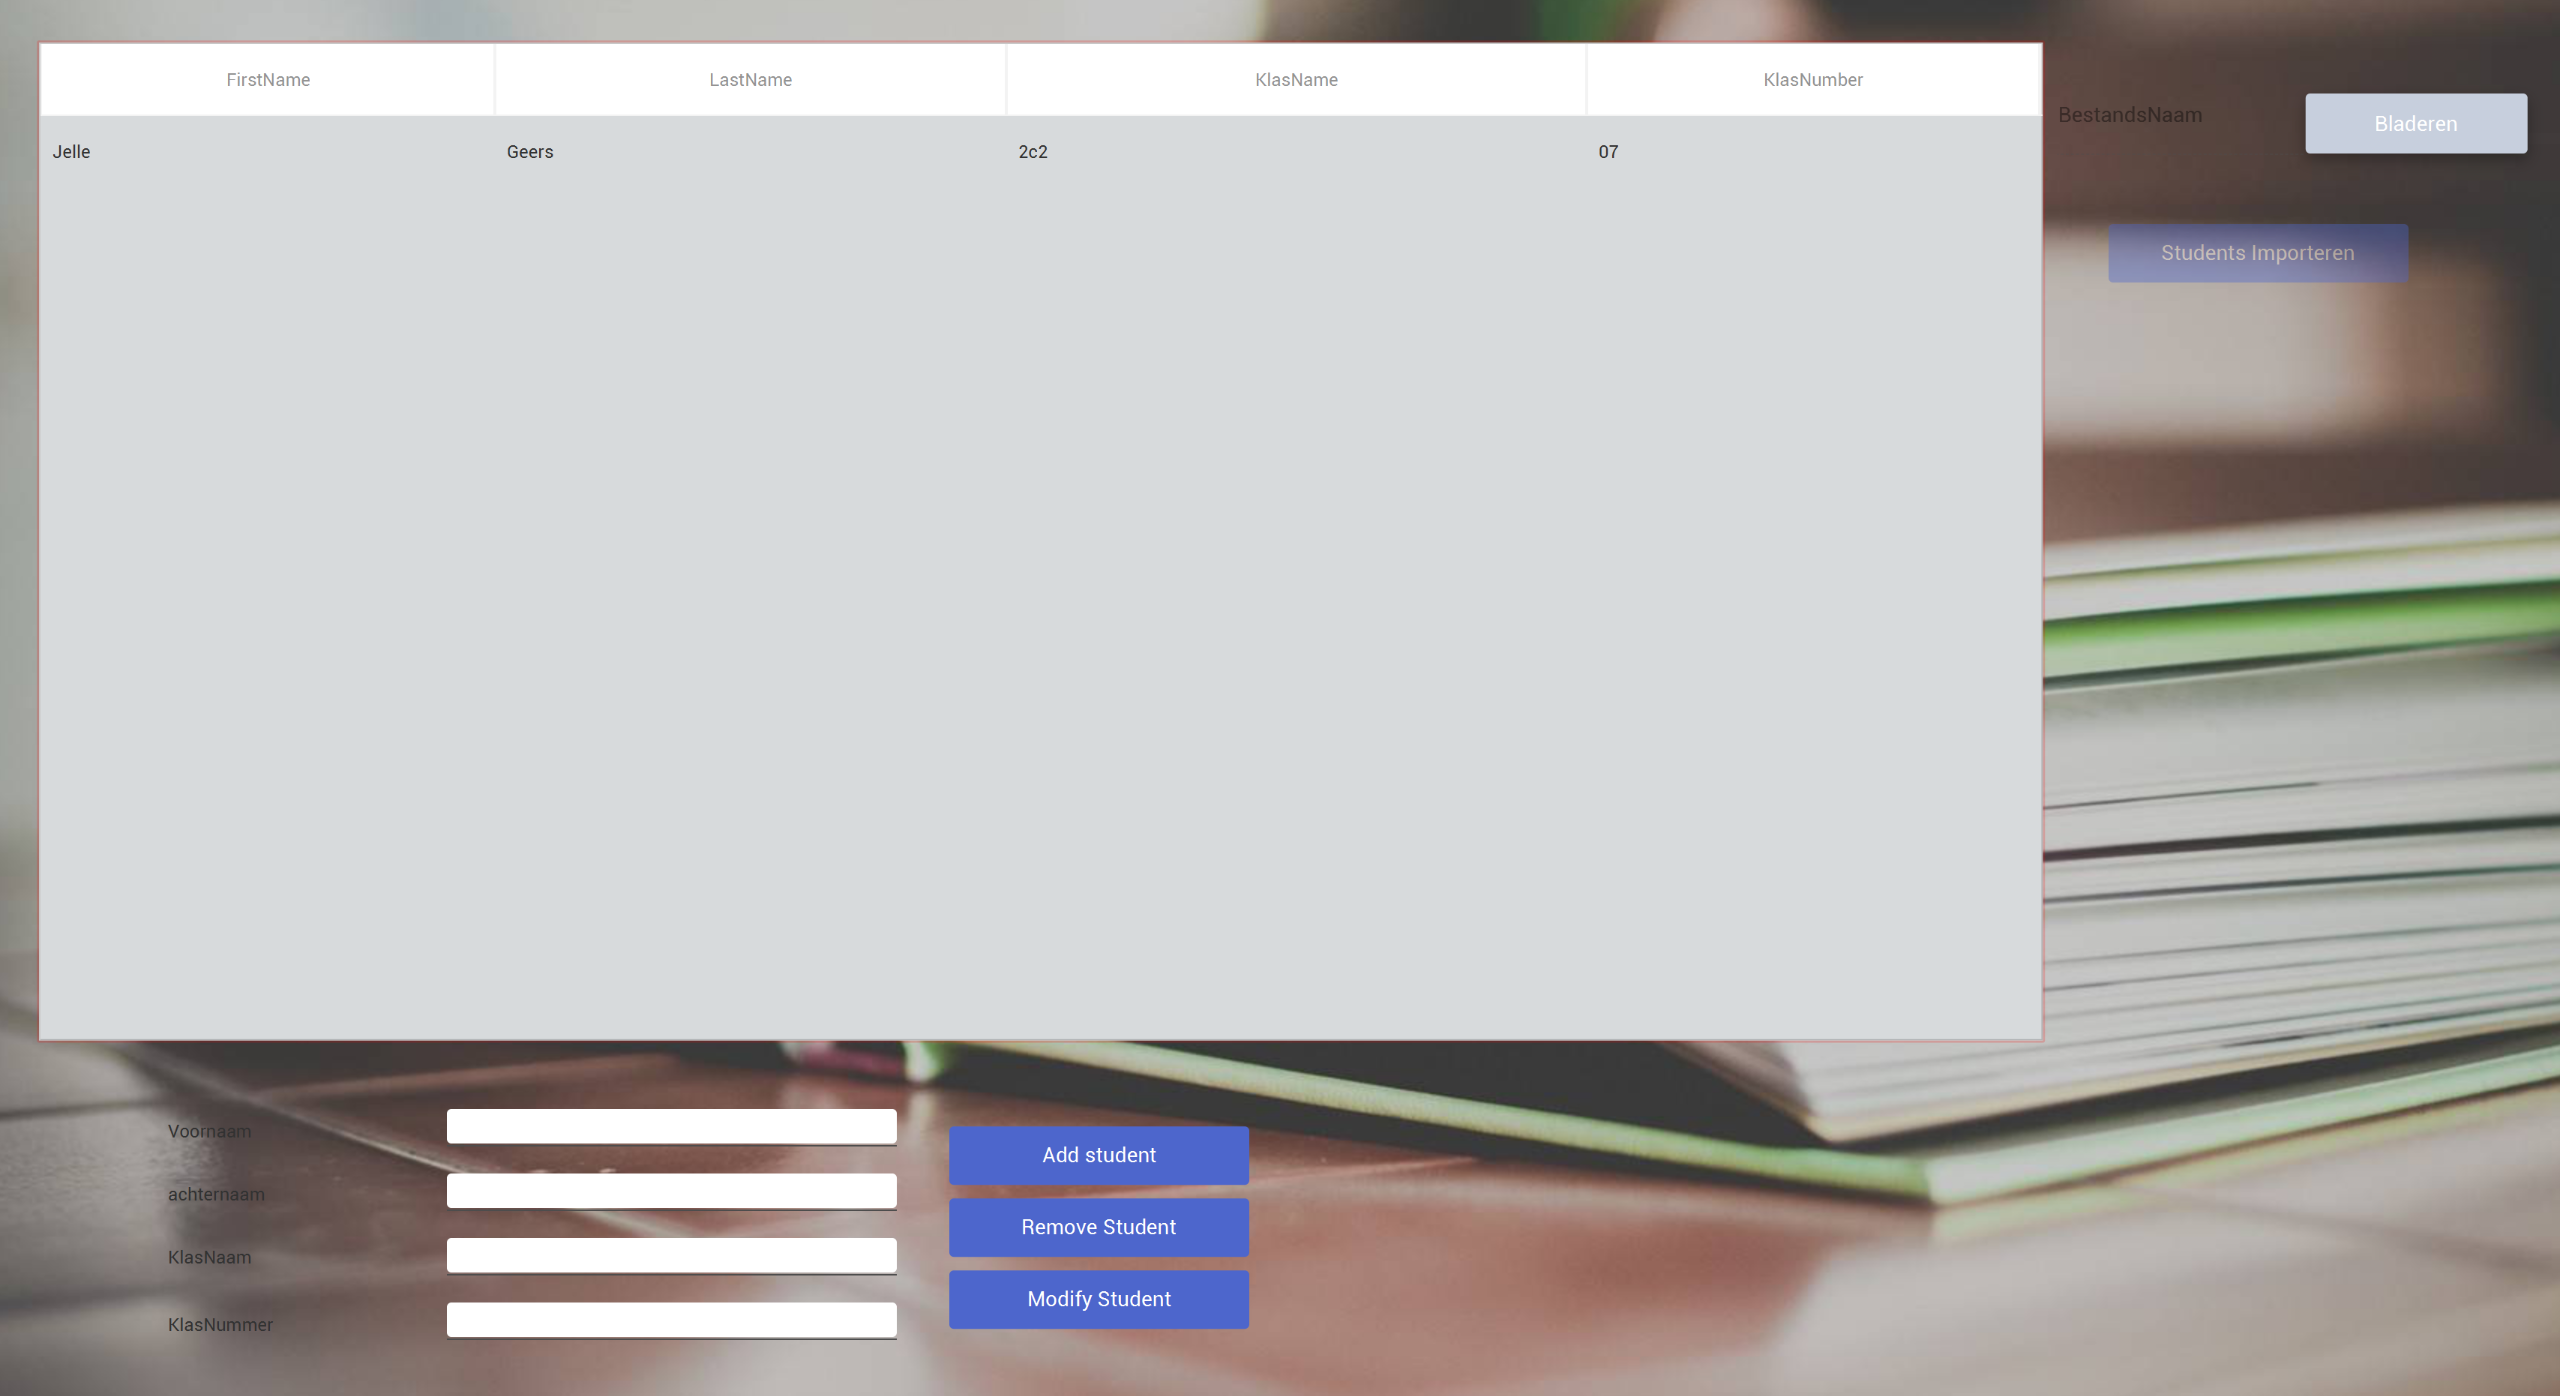 FirstName LastName KlasName KlasNumber
Jelle Geers 2c2 07
BestandsNaam Bladeren
Students Importeren
Voornaam
achternaam
KlasNaam
KlasNummer
Add student
Remove Student
Modify Student